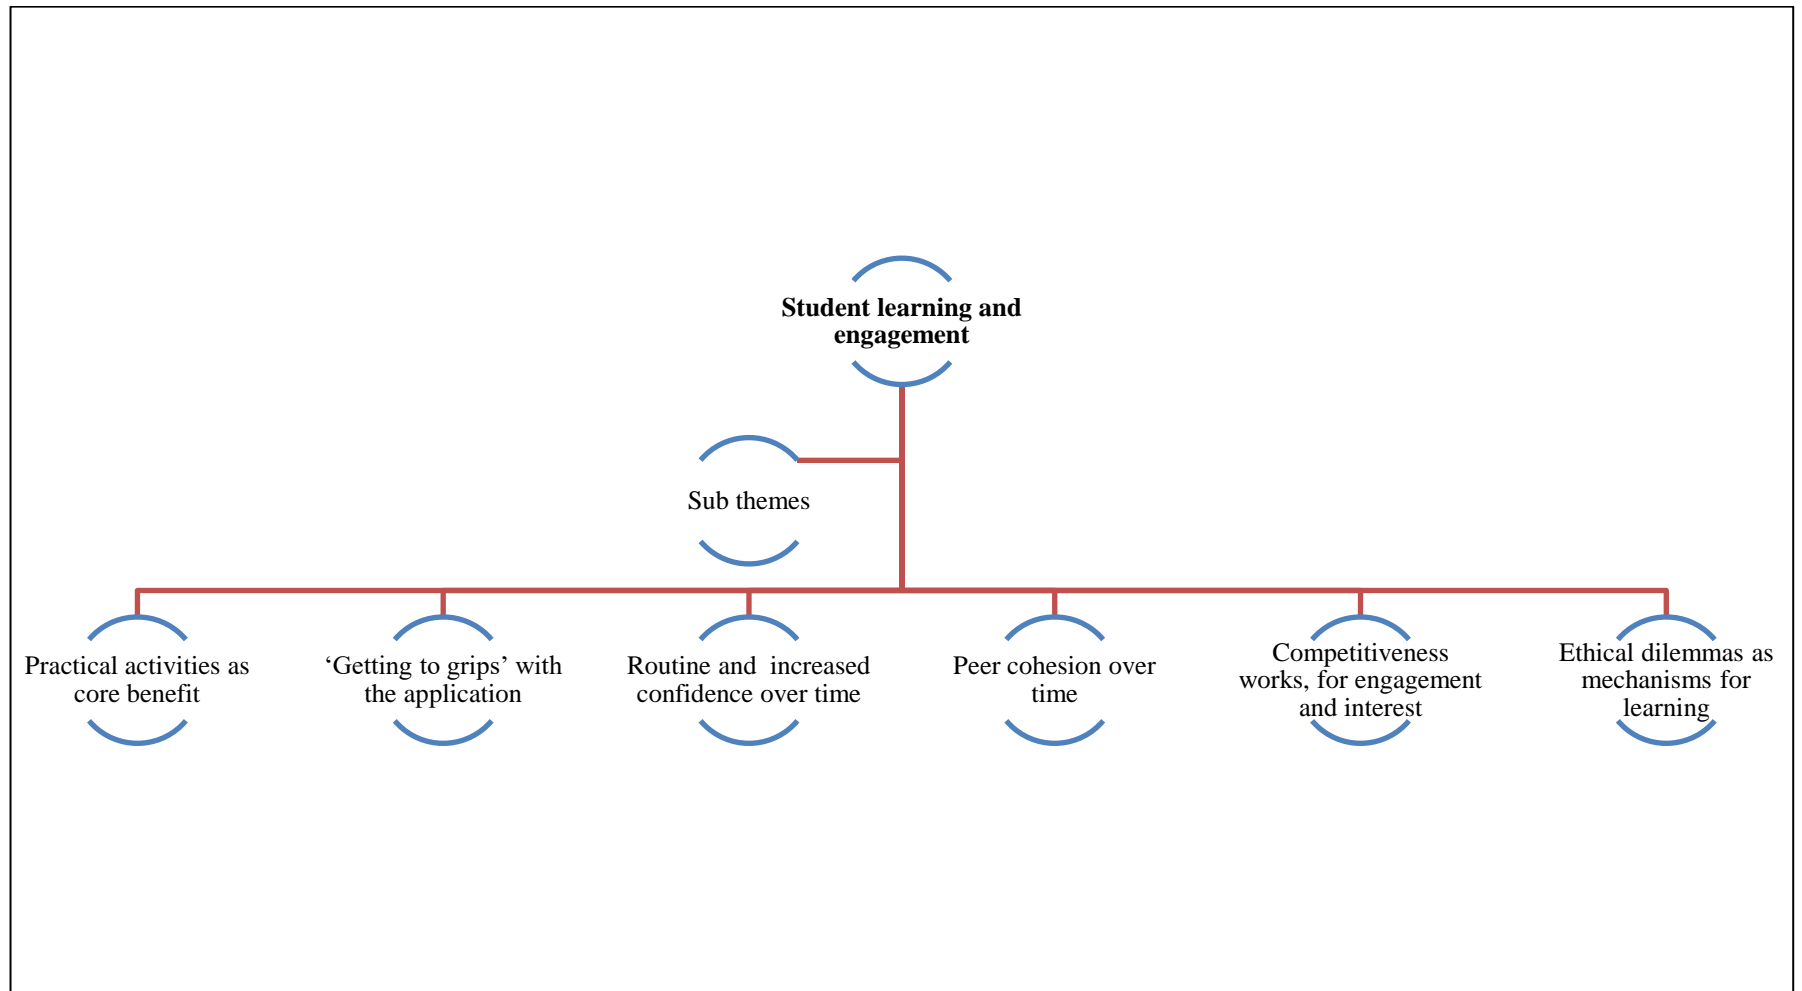 Student learning and
engagement
Sub themes
Practical activities as
core benefit
‘Getting to grips’ with
the application
Routine and  increased
confidence over time
Peer cohesion over
time
Competitiveness
works, for engagement
and interest
Ethical dilemmas as
mechanisms for
learning